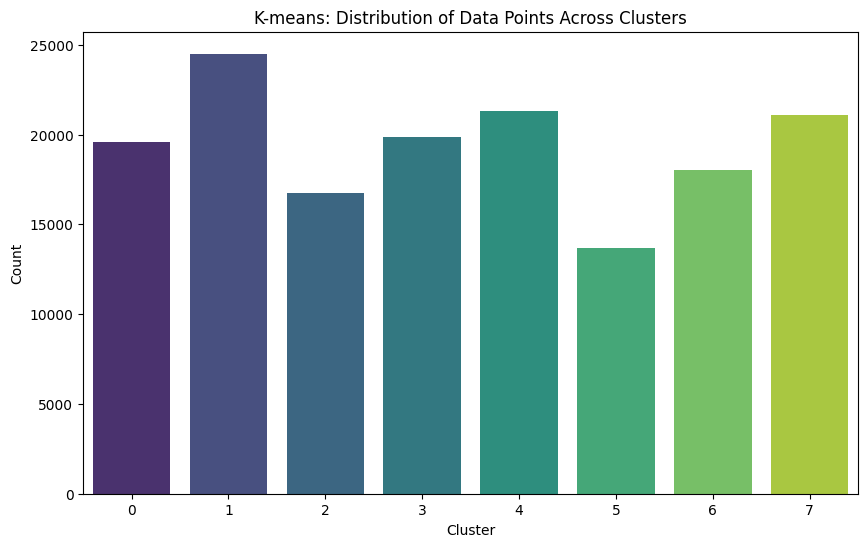 K-means: Distribution of Data Points Across Clusters
25000
20000
15000
10000
5000
0
Count
0 1 2 3 4 5 6 7
Cluster